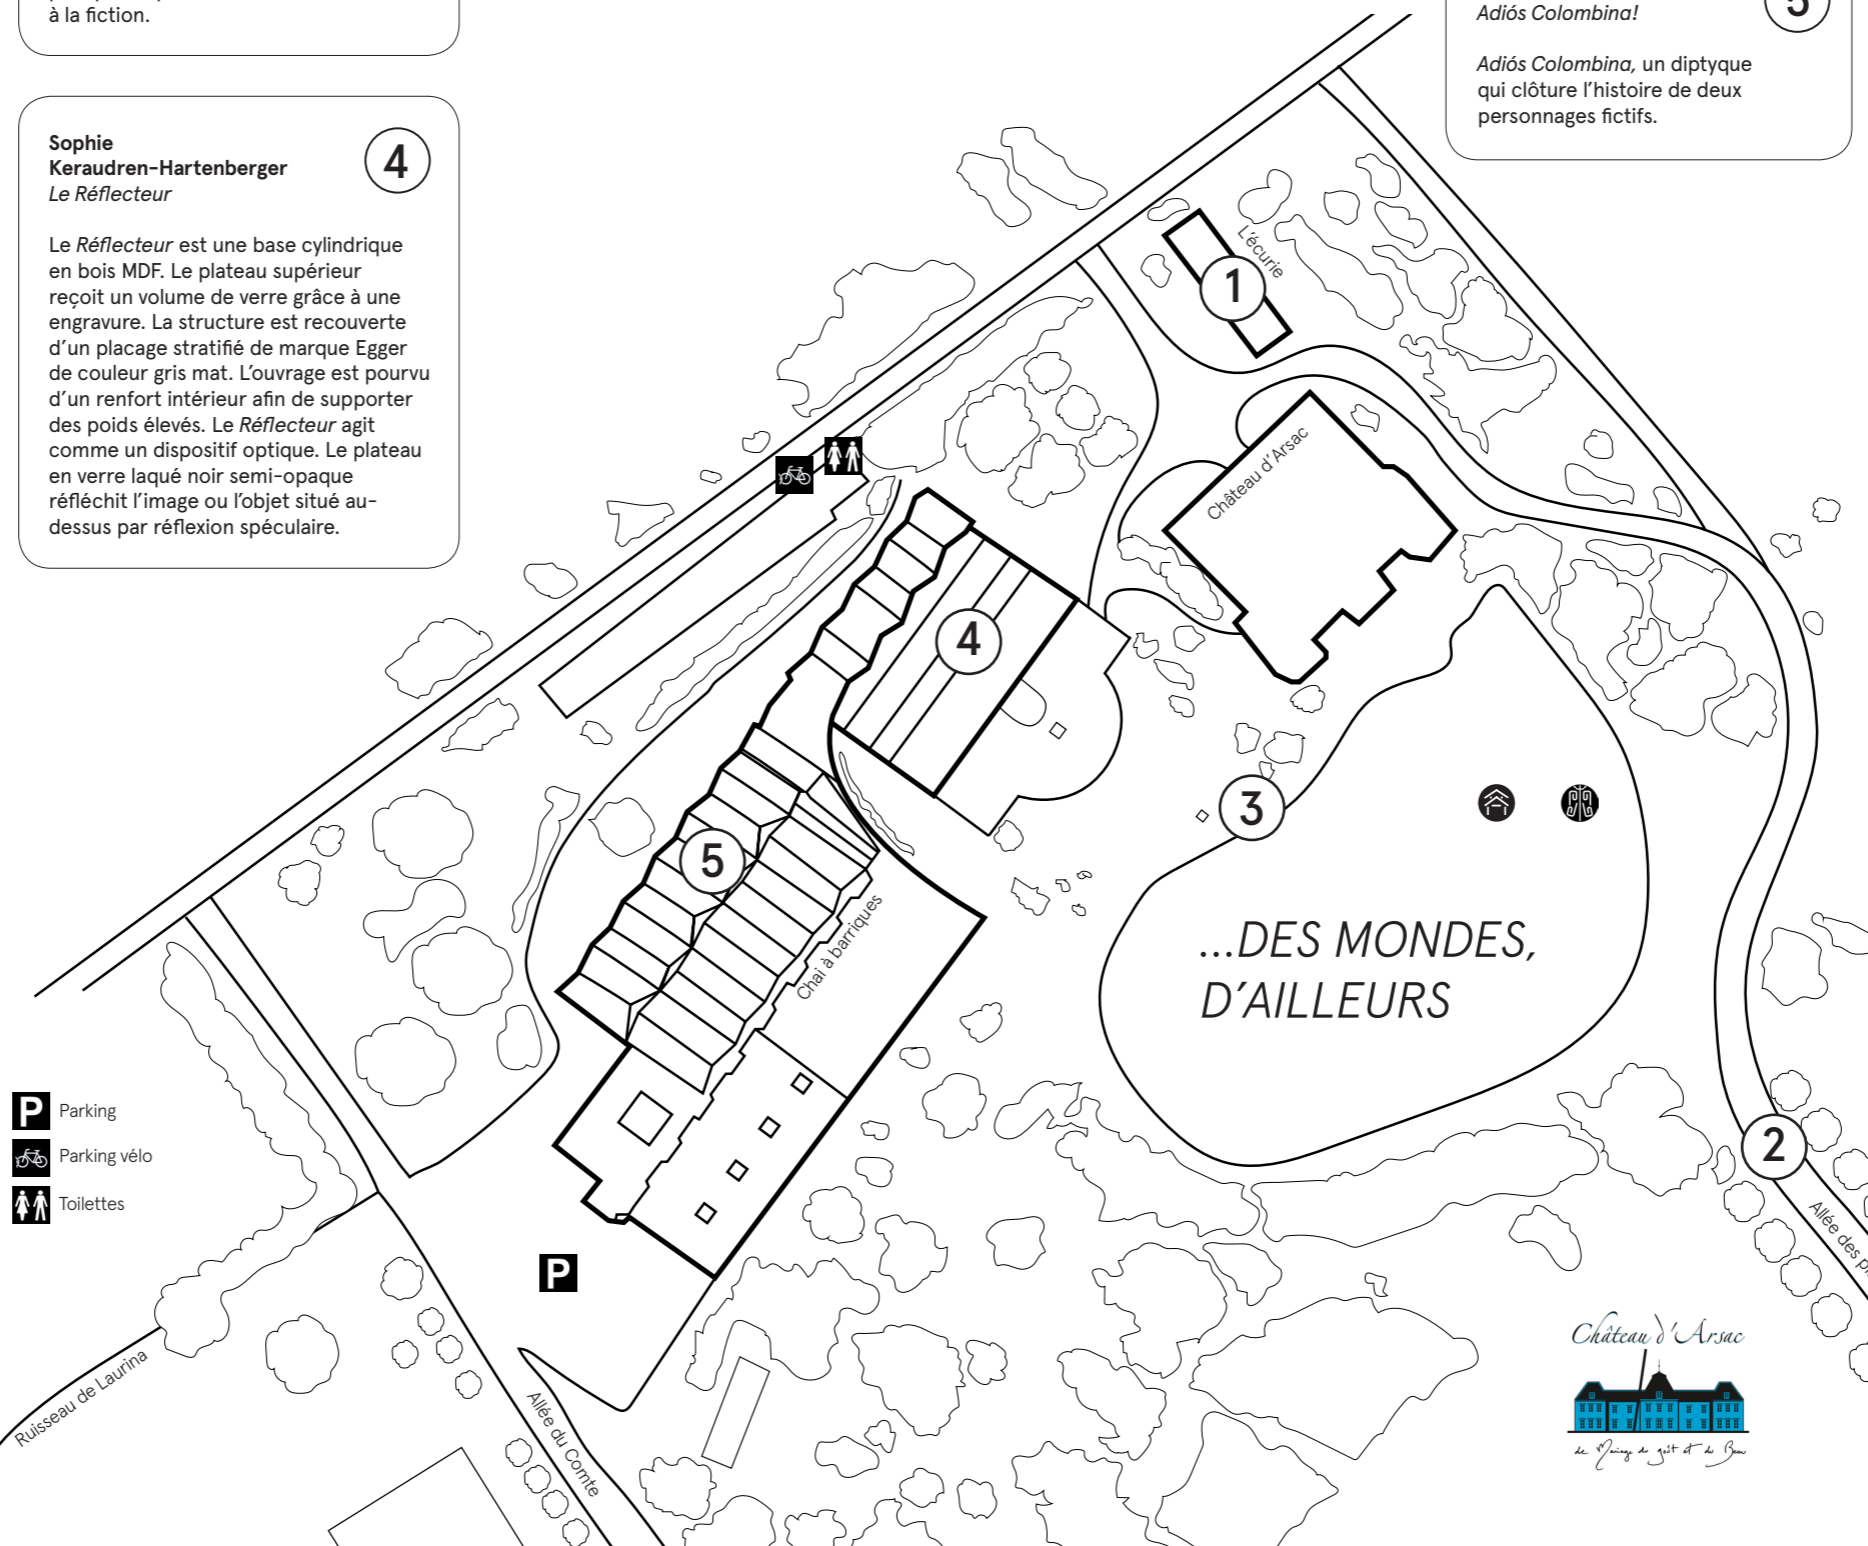 à la fiction.
Sophie
Keraudren-Hartenberger
Le Réflecteur
4
Le Réflecteur est une base cylindrique
en bois MDF. Le plateau supérieur
reçoit un volume de verre grâce à une
engravure. La structure est recouverte
d’un placage stratifié de marque Egger
de couleur gris mat. L’ouvrage est pourvu
d’un renfort intérieur afin de supporter
des poids élevés. Le Réflecteur agit
comme un dispositif optique. Le plateau
en verre laqué noir semi-opaque
réfléchit l’image ou l’objet situé au-
dessus par réflexion spéculaire.
Adiós Colombina!
5
Adiós Colombina, un diptyque
qui clôture l’histoire de deux
personnages fictifs.
L’écurie
1
Château d’Arsac
4
3
5
Chai à barriques
...DES MONDES,
D’AILLEURS
2
Allée des
P Parking
Parking vélo
Toilettes
P
Ruisseau de Laurina
Allée du Comte
Château d’Arsac